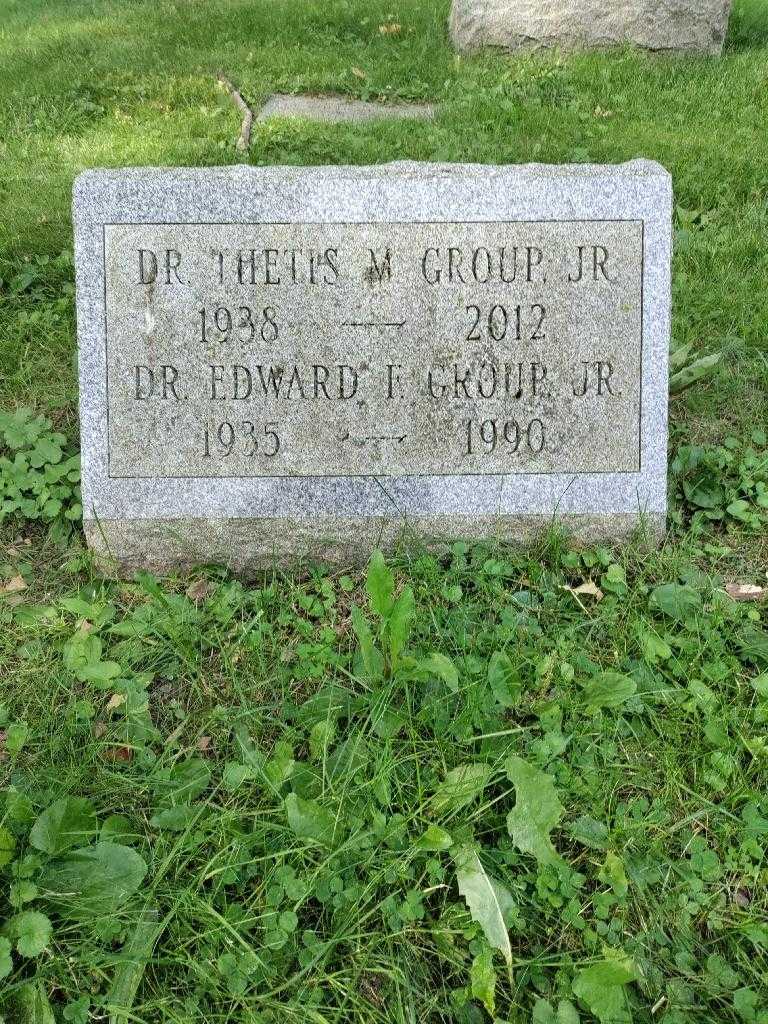 DR. THETIS M. GROUP, JR.
1938 — 2012
DR. EDWARD F. GROUP, JR.
1935 — 1990